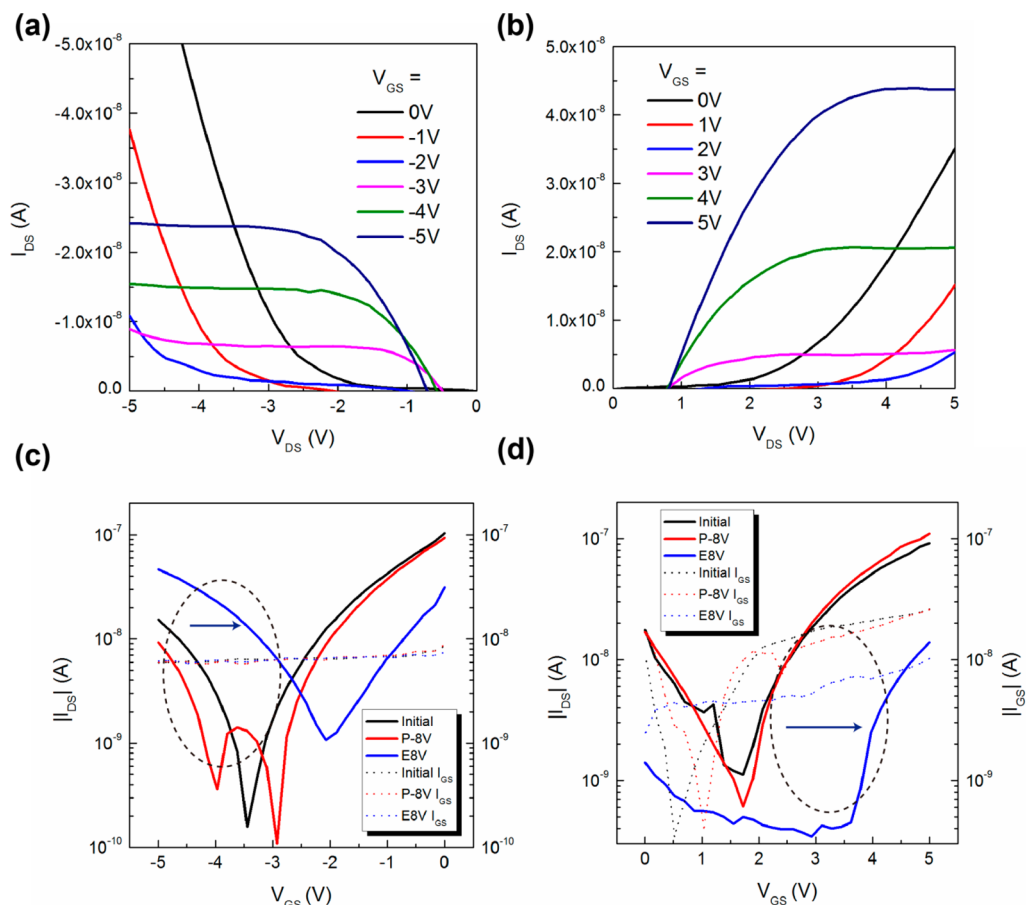 (a)
-5.0x10⁻⁸
-4.0x10⁻⁸
-3.0x10⁻⁸
-2.0x10⁻⁸
-1.0x10⁻⁸
0.0
I_DS (A)
-5 -4 -3 -2 -1 0
V_DS (V)
V_GS =
0V
-1V
-2V
-3V
-4V
-5V
(b)
5.0x10⁻⁸
4.0x10⁻⁸
3.0x10⁻⁸
2.0x10⁻⁸
1.0x10⁻⁸
0.0
I_DS (A)
0 1 2 3 4 5
V_DS (V)
V_GS =
0V
1V
2V
3V
4V
5V
(c)
10⁻⁷
10⁻⁸
10⁻⁹
10⁻¹⁰
||I_DS| (A)
-5 -4 -3 -2 -1 0
V_GS (V)
10⁻⁷
10⁻⁸
10⁻⁹
10⁻¹⁰
Initial
P-8V
E8V
Initial I_GS
P-8V I_GS
E8V I_GS
(d)
10⁻⁷
10⁻⁸
10⁻⁹
||I_DS| (A)
0 1 2 3 4 5
V_GS (V)
10⁻⁷
10⁻⁸
10⁻⁹
||I_GS| (A)
Initial
P-8V
E8V
Initial I_GS
P-8V I_GS
E8V I_GS